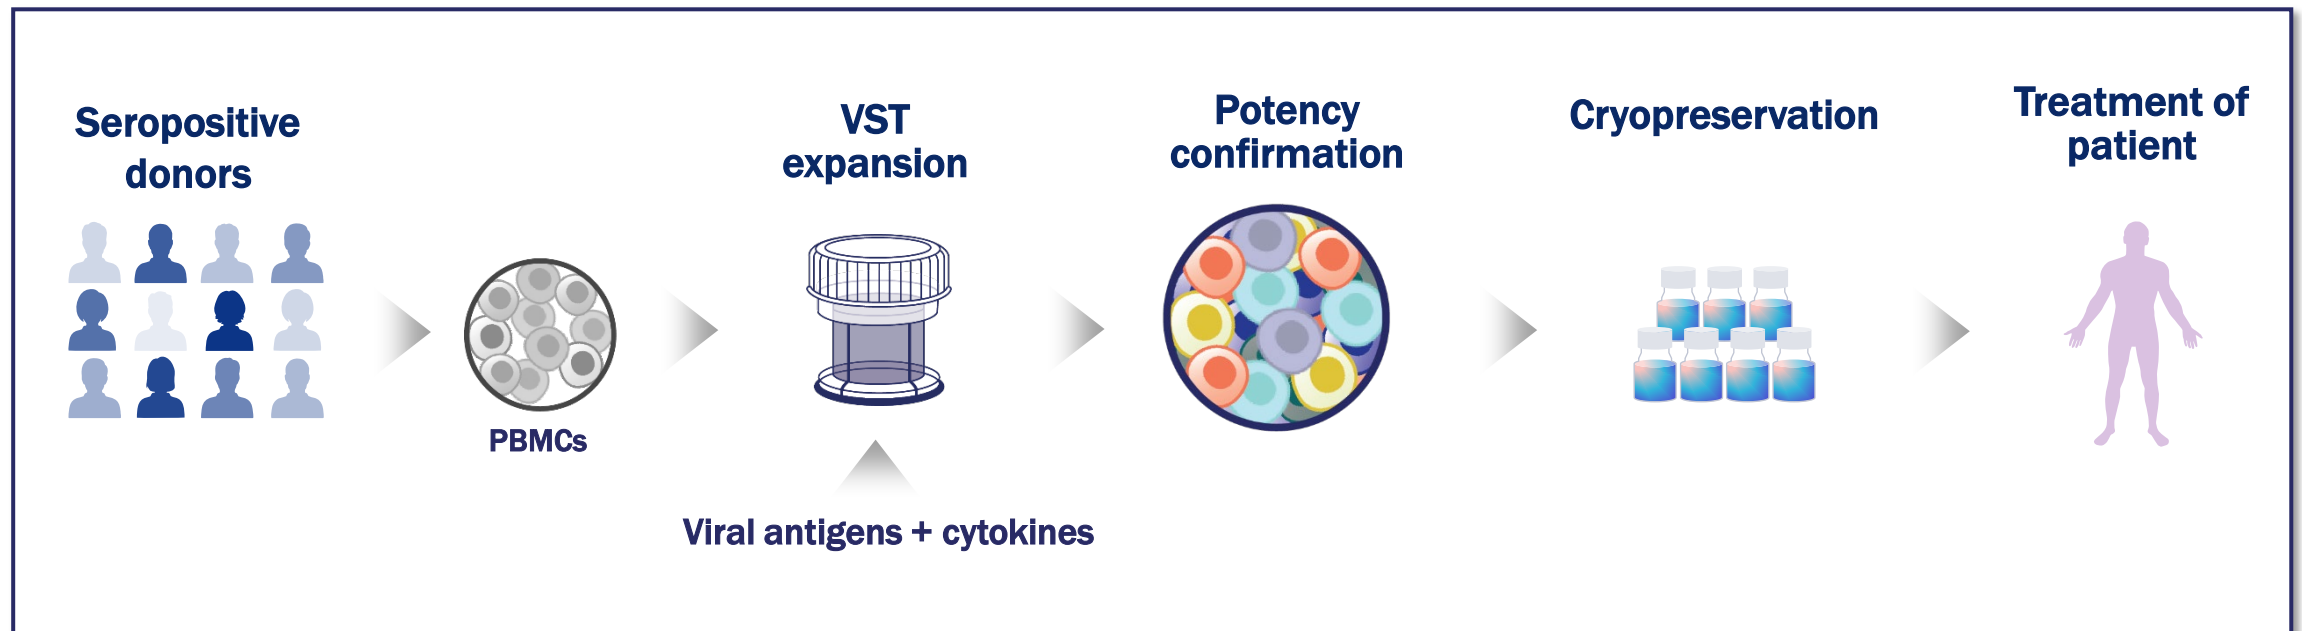 Seropositive
donors
PBMCs
VST
expansion
Viral antigens + cytokines
Potency
confirmation
Cryopreservation
Treatment of
patient